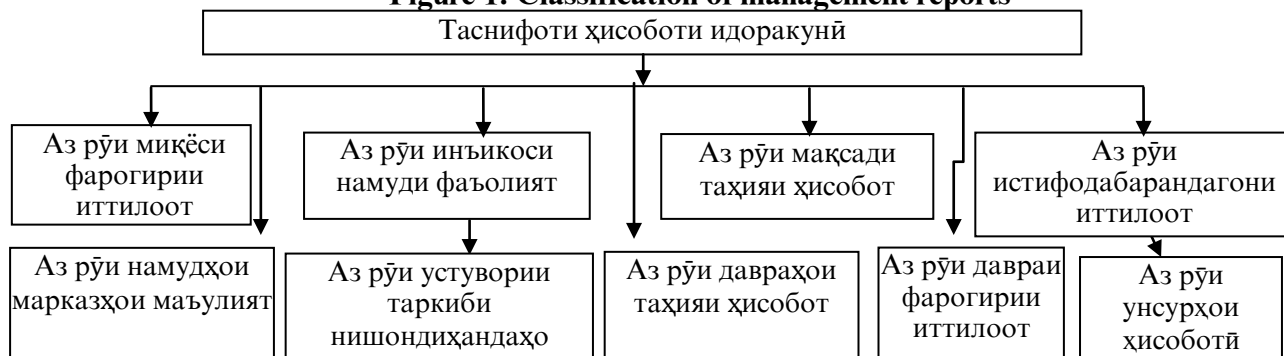 Figure 1. Classification of management reports
Таснифоти ҳисоботи идоракунӣ
Аз рӯи миқёси
фарогирии
иттилоот
Аз рӯи инъикоси
намуди фаъолият
Аз рӯи мақсади
таҳияи ҳисобот
Аз рӯи
истифодабарандагони
иттилоот
Аз рӯи намудҳои
марказҳои маъулият
Аз рӯи устувории
таркиби
нишондиҳандаҳо
Аз рӯи давраҳои
таҳияи ҳисобот
Аз рӯи давраи
фарогирии
иттилоот
Аз рӯи
унсурҳои
ҳисоботӣ